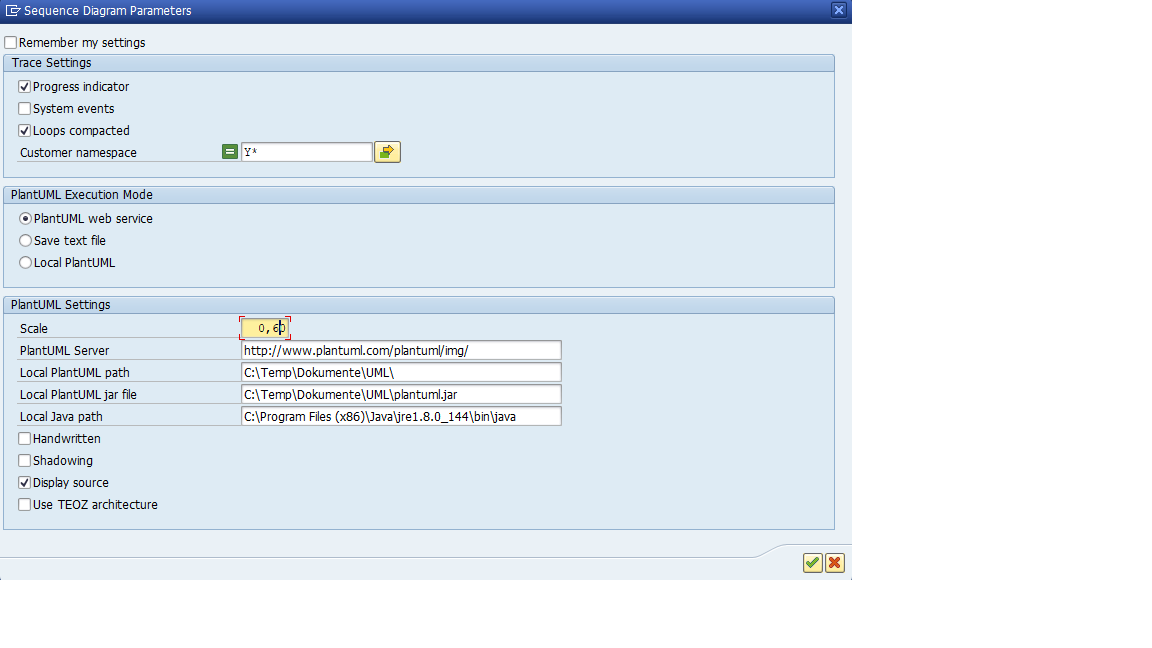 Sequence Diagram Parameters
Remember my settings
Trace Settings
Progress indicator
System events
Loops compacted
Customer namespace Y*
PlantUML Execution Mode
PlantUML web service
Save text file
Local PlantUML
PlantUML Settings
Scale 0,60
PlantUML Server http://www.plantuml.com/plantuml/img/
Local PlantUML path C:\Temp\Dokumente\UML\
Local PlantUML jar file C:\Temp\Dokumente\UML\plantuml.jar
Local Java path C:\Program Files (x86)\Java\jre1.8.0_144\bin\java
Handwritten
Shadowing
Display source
Use TEOZ architecture